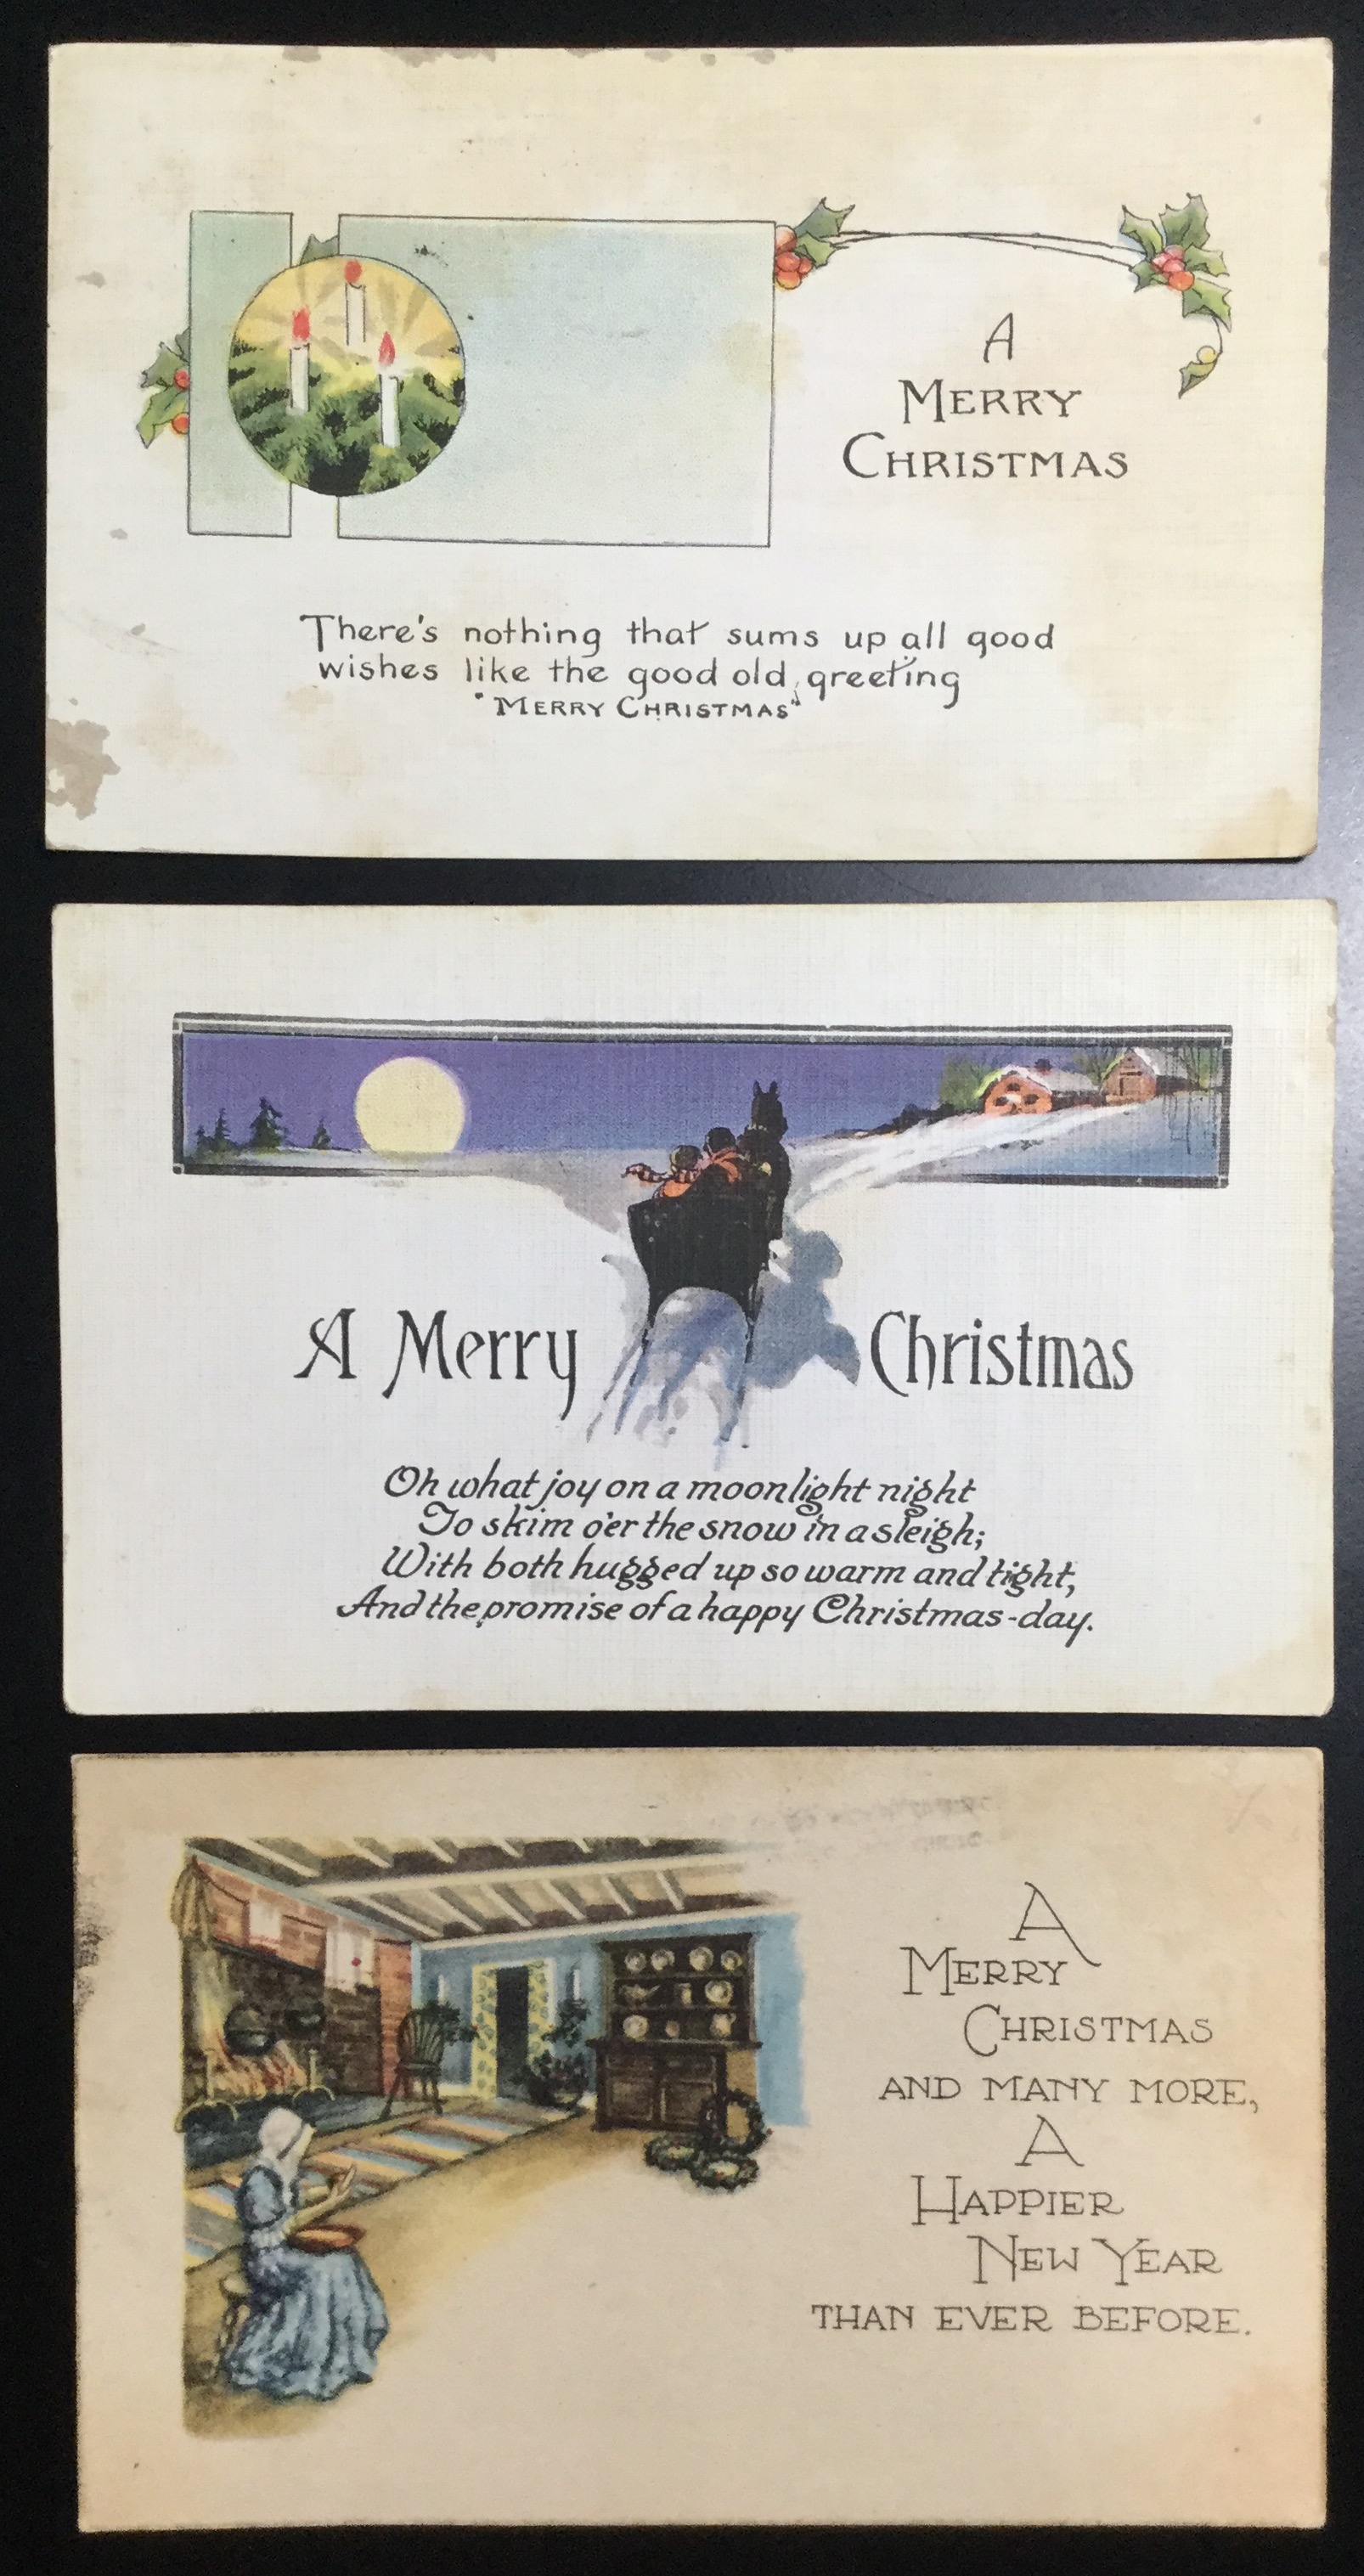 A
MERRY
CHRISTMAS
There's nothing that sums up all good
wishes like the good old greeting
"MERRY CHRISTMAS"
A Merry Christmas
Oh what joy on a moonlight night
To skim o'er the snow in a sleigh;
With both hugged up so warm and tight,
And the promise of a happy Christmas-day.
A
MERRY
CHRISTMAS
AND MANY MORE,
A
HAPPIER
NEW YEAR
THAN EVER BEFORE.